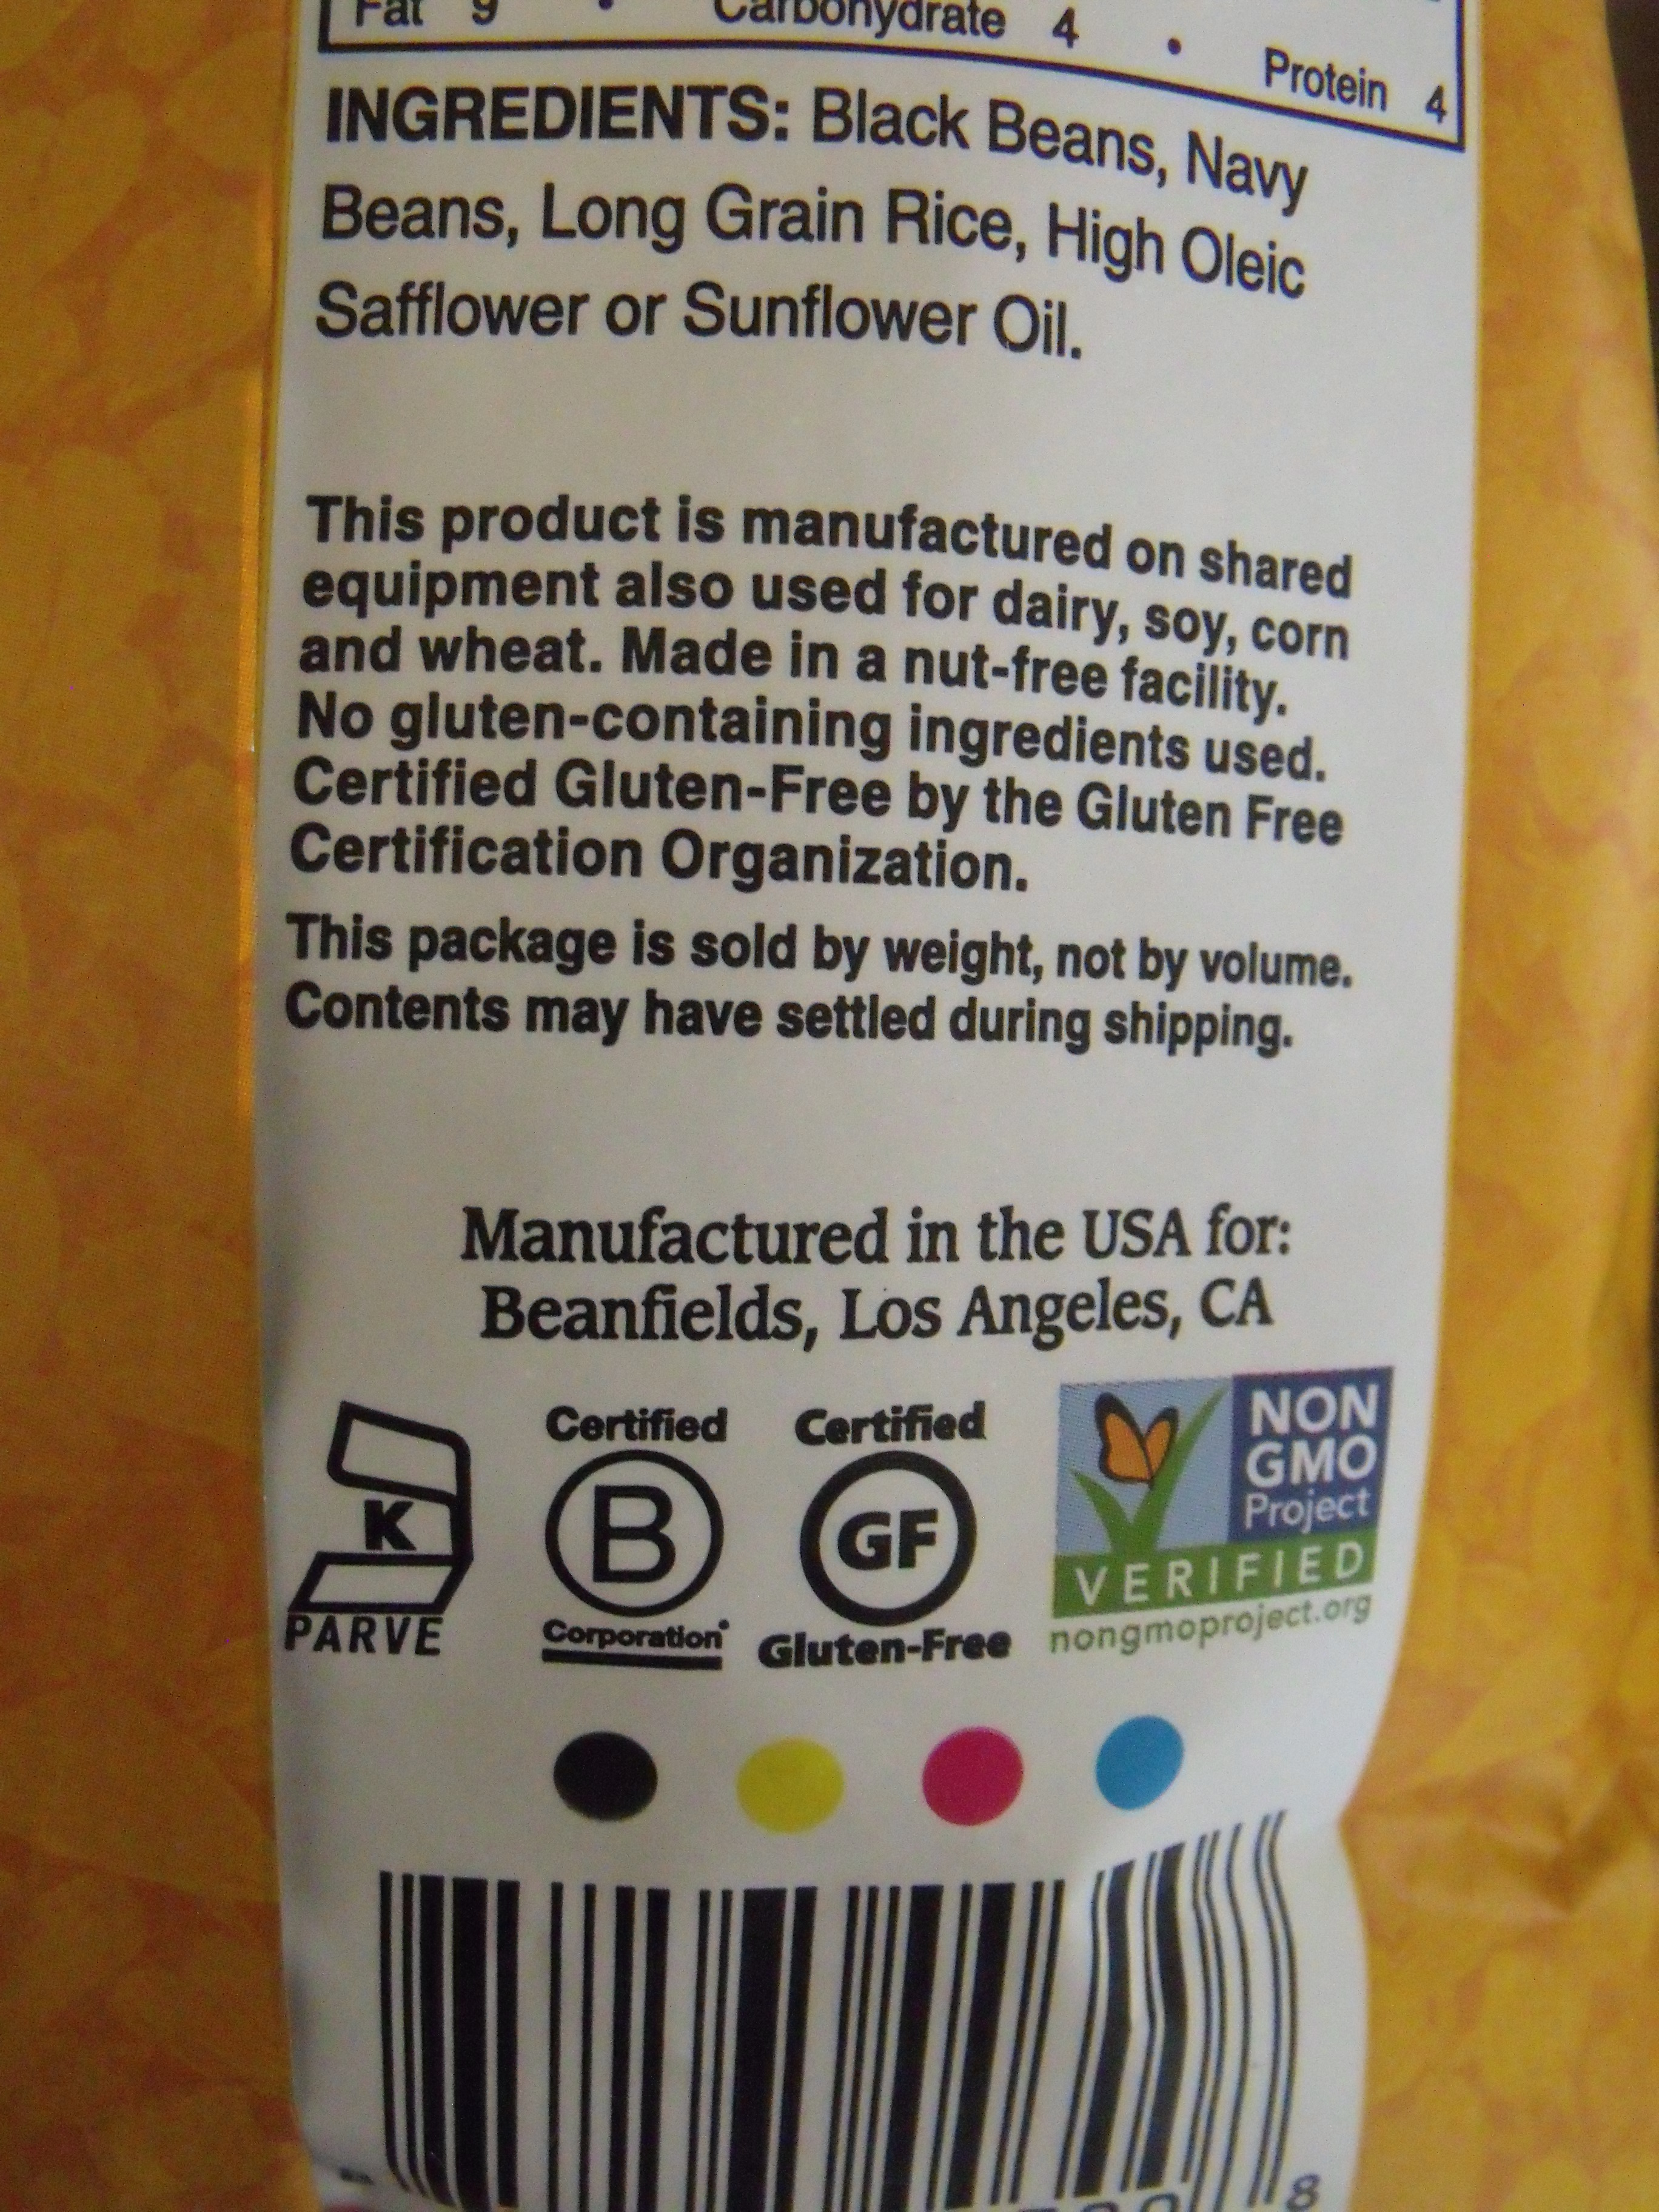 Fat 9 • Carbohydrate 4 • Protein 4
INGREDIENTS: Black Beans, Navy
Beans, Long Grain Rice, High Oleic
Safflower or Sunflower Oil.
This product is manufactured on shared
equipment also used for dairy, soy, corn
and wheat. Made in a nut-free facility.
No gluten-containing ingredients used.
Certified Gluten-Free by the Gluten Free
Certification Organization.
This package is sold by weight, not by volume.
Contents may have settled during shipping.
Manufactured in the USA for:
Beanfields, Los Angeles, CA
K
PARVE
Certified
B
Corporation
Certified
GF
Gluten-Free
NON
GMO
Project
VERIFIED
nongmoproject.org
8